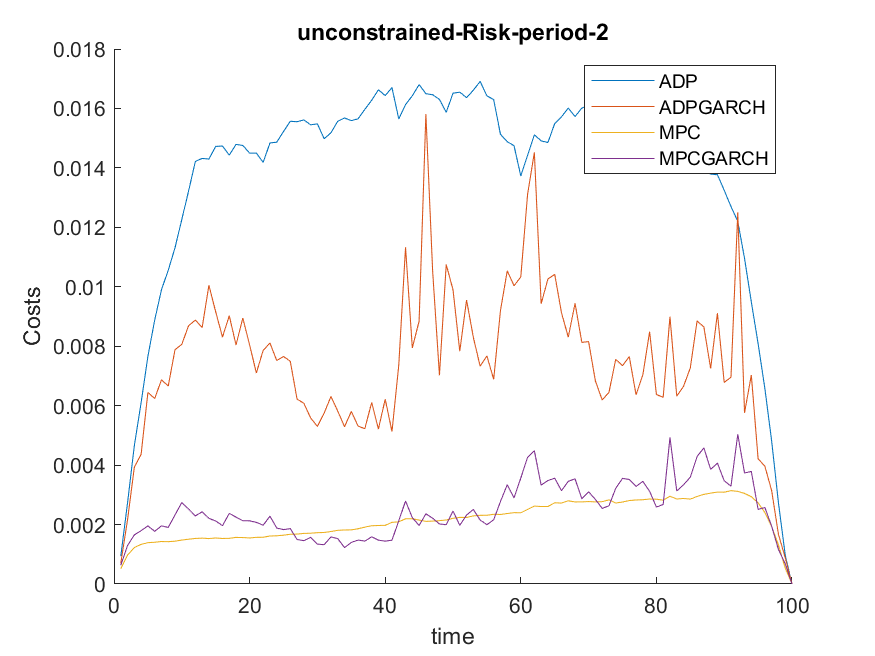 unconstrained-Risk-period-2
0.018
0.016
0.014
0.012
0.01
0.008
0.006
0.004
0.002
0
Costs
ADP
ADPGARCH
MPC
MPCGARCH
0 20 40 60 80 100
time